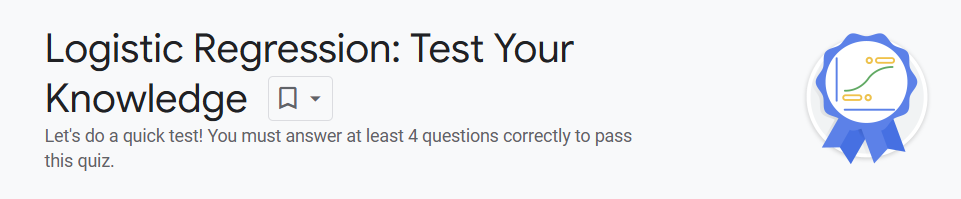 Logistic Regression: Test Your
Knowledge
Let's do a quick test! You must answer at least 4 questions correctly to pass
this quiz.